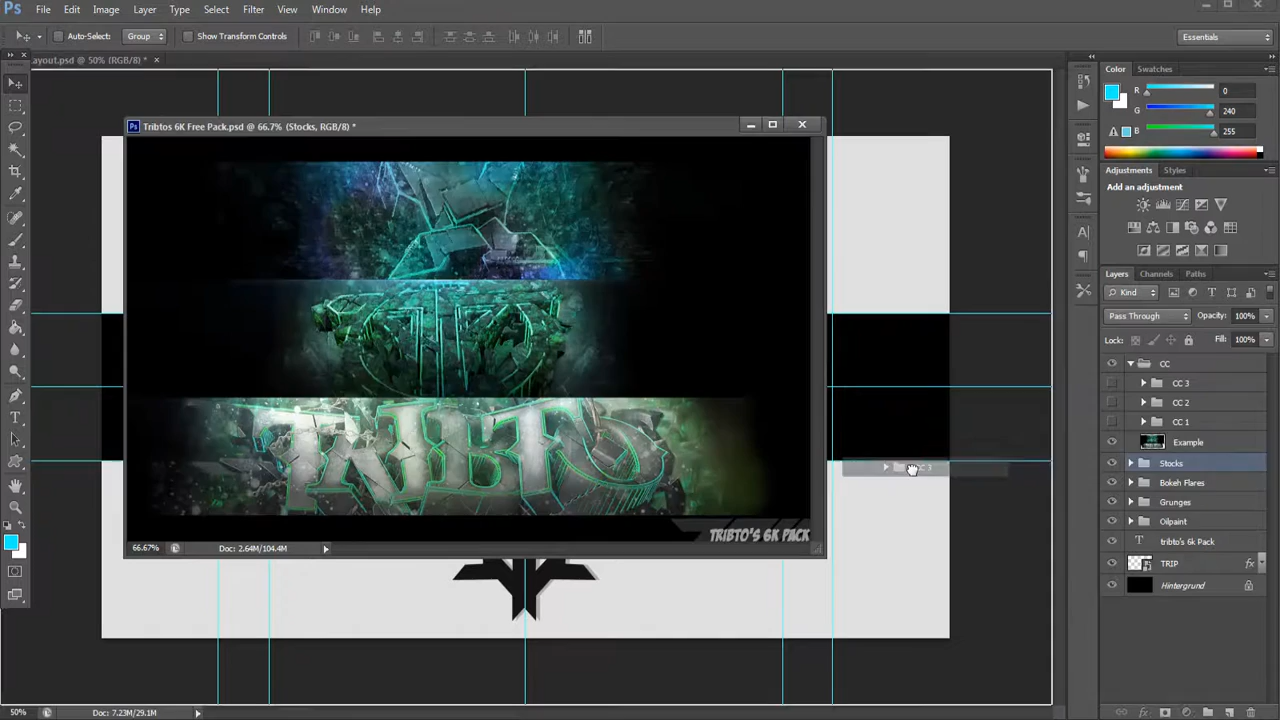 Ps File Edit Image Layer Type Select Filter View Window Help
Auto-Select: Group Show Transform Controls Essentials
ayout.psd @ 50% (RGB/8) *
Color Swatches
R 0
G 240
B 255
Tribtos 6K Free Pack.psd @ 66.7% (Stocks, RGB/8) *
Adjustments Styles
Add an adjustment
Layers Channels Paths
Kind
Pass Through Opacity: 100%
Lock: Fill: 100%
CC
CC 3
CC 2
CC 1
Example
Stocks
CC 3
Bokeh Flares
Grunges
Oilpaint
tribto's 6k Pack
TRIP fx
Hintergrund
TRIBTO
TRIBTO'S 6K PACK
66.67% Doc: 2.64M/104.4M
50% Doc: 7.23M/29.1M